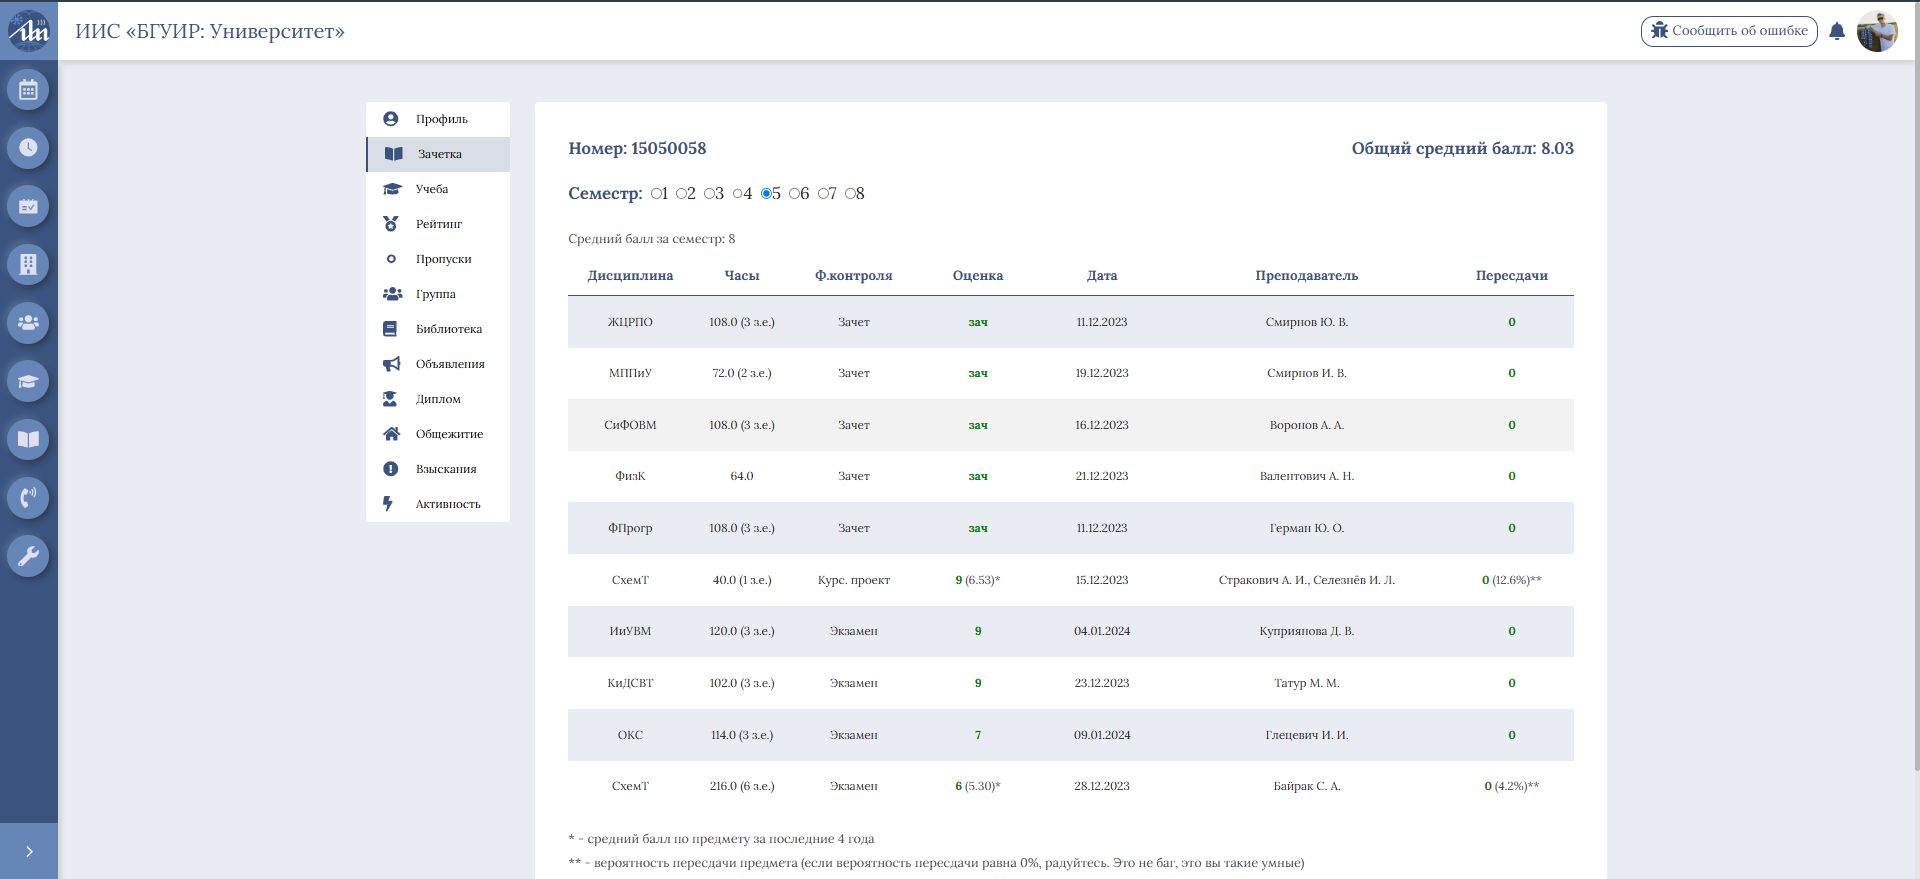 ИИС «БГУИР: Университет»
Сообщить об ошибке
Профиль
Зачетка
Учеба
Рейтинг
Пропуски
Группа
Библиотека
Объявления
Диплом
Общежитие
Взыскания
Активность
Номер: 15050058 Общий средний балл: 8.03
Семестр: 1 2 3 4 5 6 7 8
Средний балл за семестр: 8
Дисциплина Часы Ф.контроля Оценка Дата Преподаватель Пересдачи
ЖЦРПО 108.0 (3 з.е.) Зачет зач 11.12.2023 Смирнов Ю. В. 0
МППиУ 72.0 (2 з.е.) Зачет зач 19.12.2023 Смирнов И. В. 0
СиФОВМ 108.0 (3 з.е.) Зачет зач 16.12.2023 Воронов А. А. 0
ФизК 64.0 Зачет зач 21.12.2023 Валентович А. Н. 0
ФПрогр 108.0 (3 з.е.) Зачет зач 11.12.2023 Герман Ю. О. 0
СхемТ 40.0 (1 з.е.) Курс. проект 9 (6.53)* 15.12.2023 Стракович А. И., Селезнёв И. Л. 0 (12.6%)**
ИиУВМ 120.0 (3 з.е.) Экзамен 9 04.01.2024 Куприянова Д. В. 0
КиДСВТ 102.0 (3 з.е.) Экзамен 9 23.12.2023 Татур М. М. 0
ОКС 114.0 (3 з.е.) Экзамен 7 09.01.2024 Глецевич И. И. 0
СхемТ 216.0 (6 з.е.) Экзамен 6 (5.30)* 28.12.2023 Байрак С. А. 0 (4.2%)**
* - средний балл по предмету за последние 4 года
** - вероятность пересдачи предмета (если вероятность пересдачи равна 0%, радуйтесь. Это не баг, это вы такие умные)